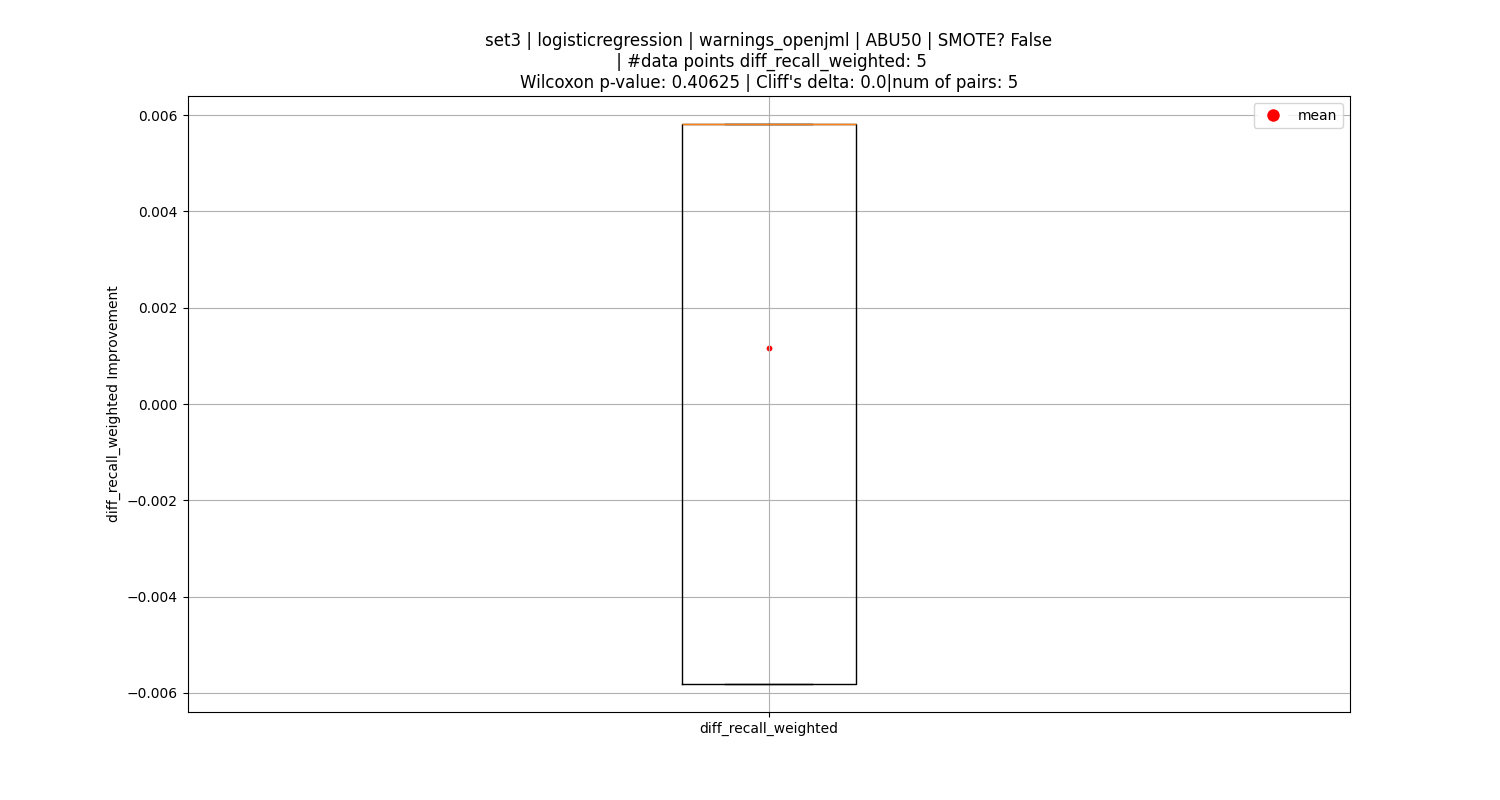 set3 | logisticregression | warnings_openjml | ABU50 | SMOTE? False
| #data points diff_recall_weighted: 5
Wilcoxon p-value: 0.40625 | Cliff's delta: 0.0|num of pairs: 5
mean
0.006
0.004
0.002
0.000
−0.002
−0.004
−0.006
diff_recall_weighted Improvement
diff_recall_weighted